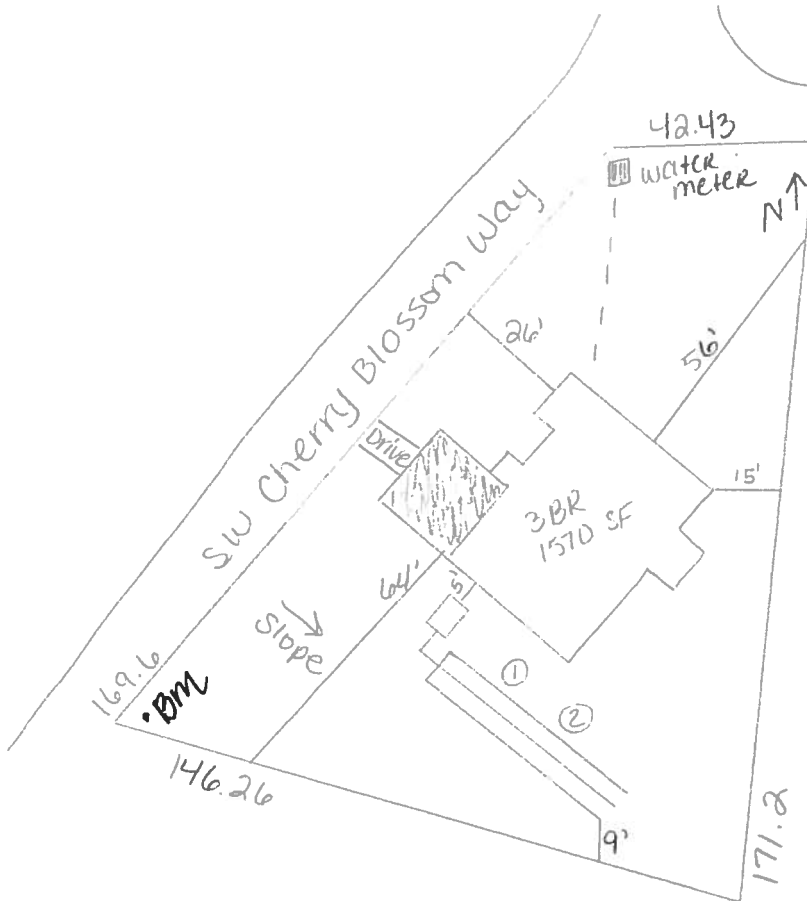 42.43
water
meter
N
SW Cherry Blossom Way
26'
56'
Drive
15'
3BR
1570 SF
64'
5'
Slope
169.6
BM
1
2
146.26
9'
171.2